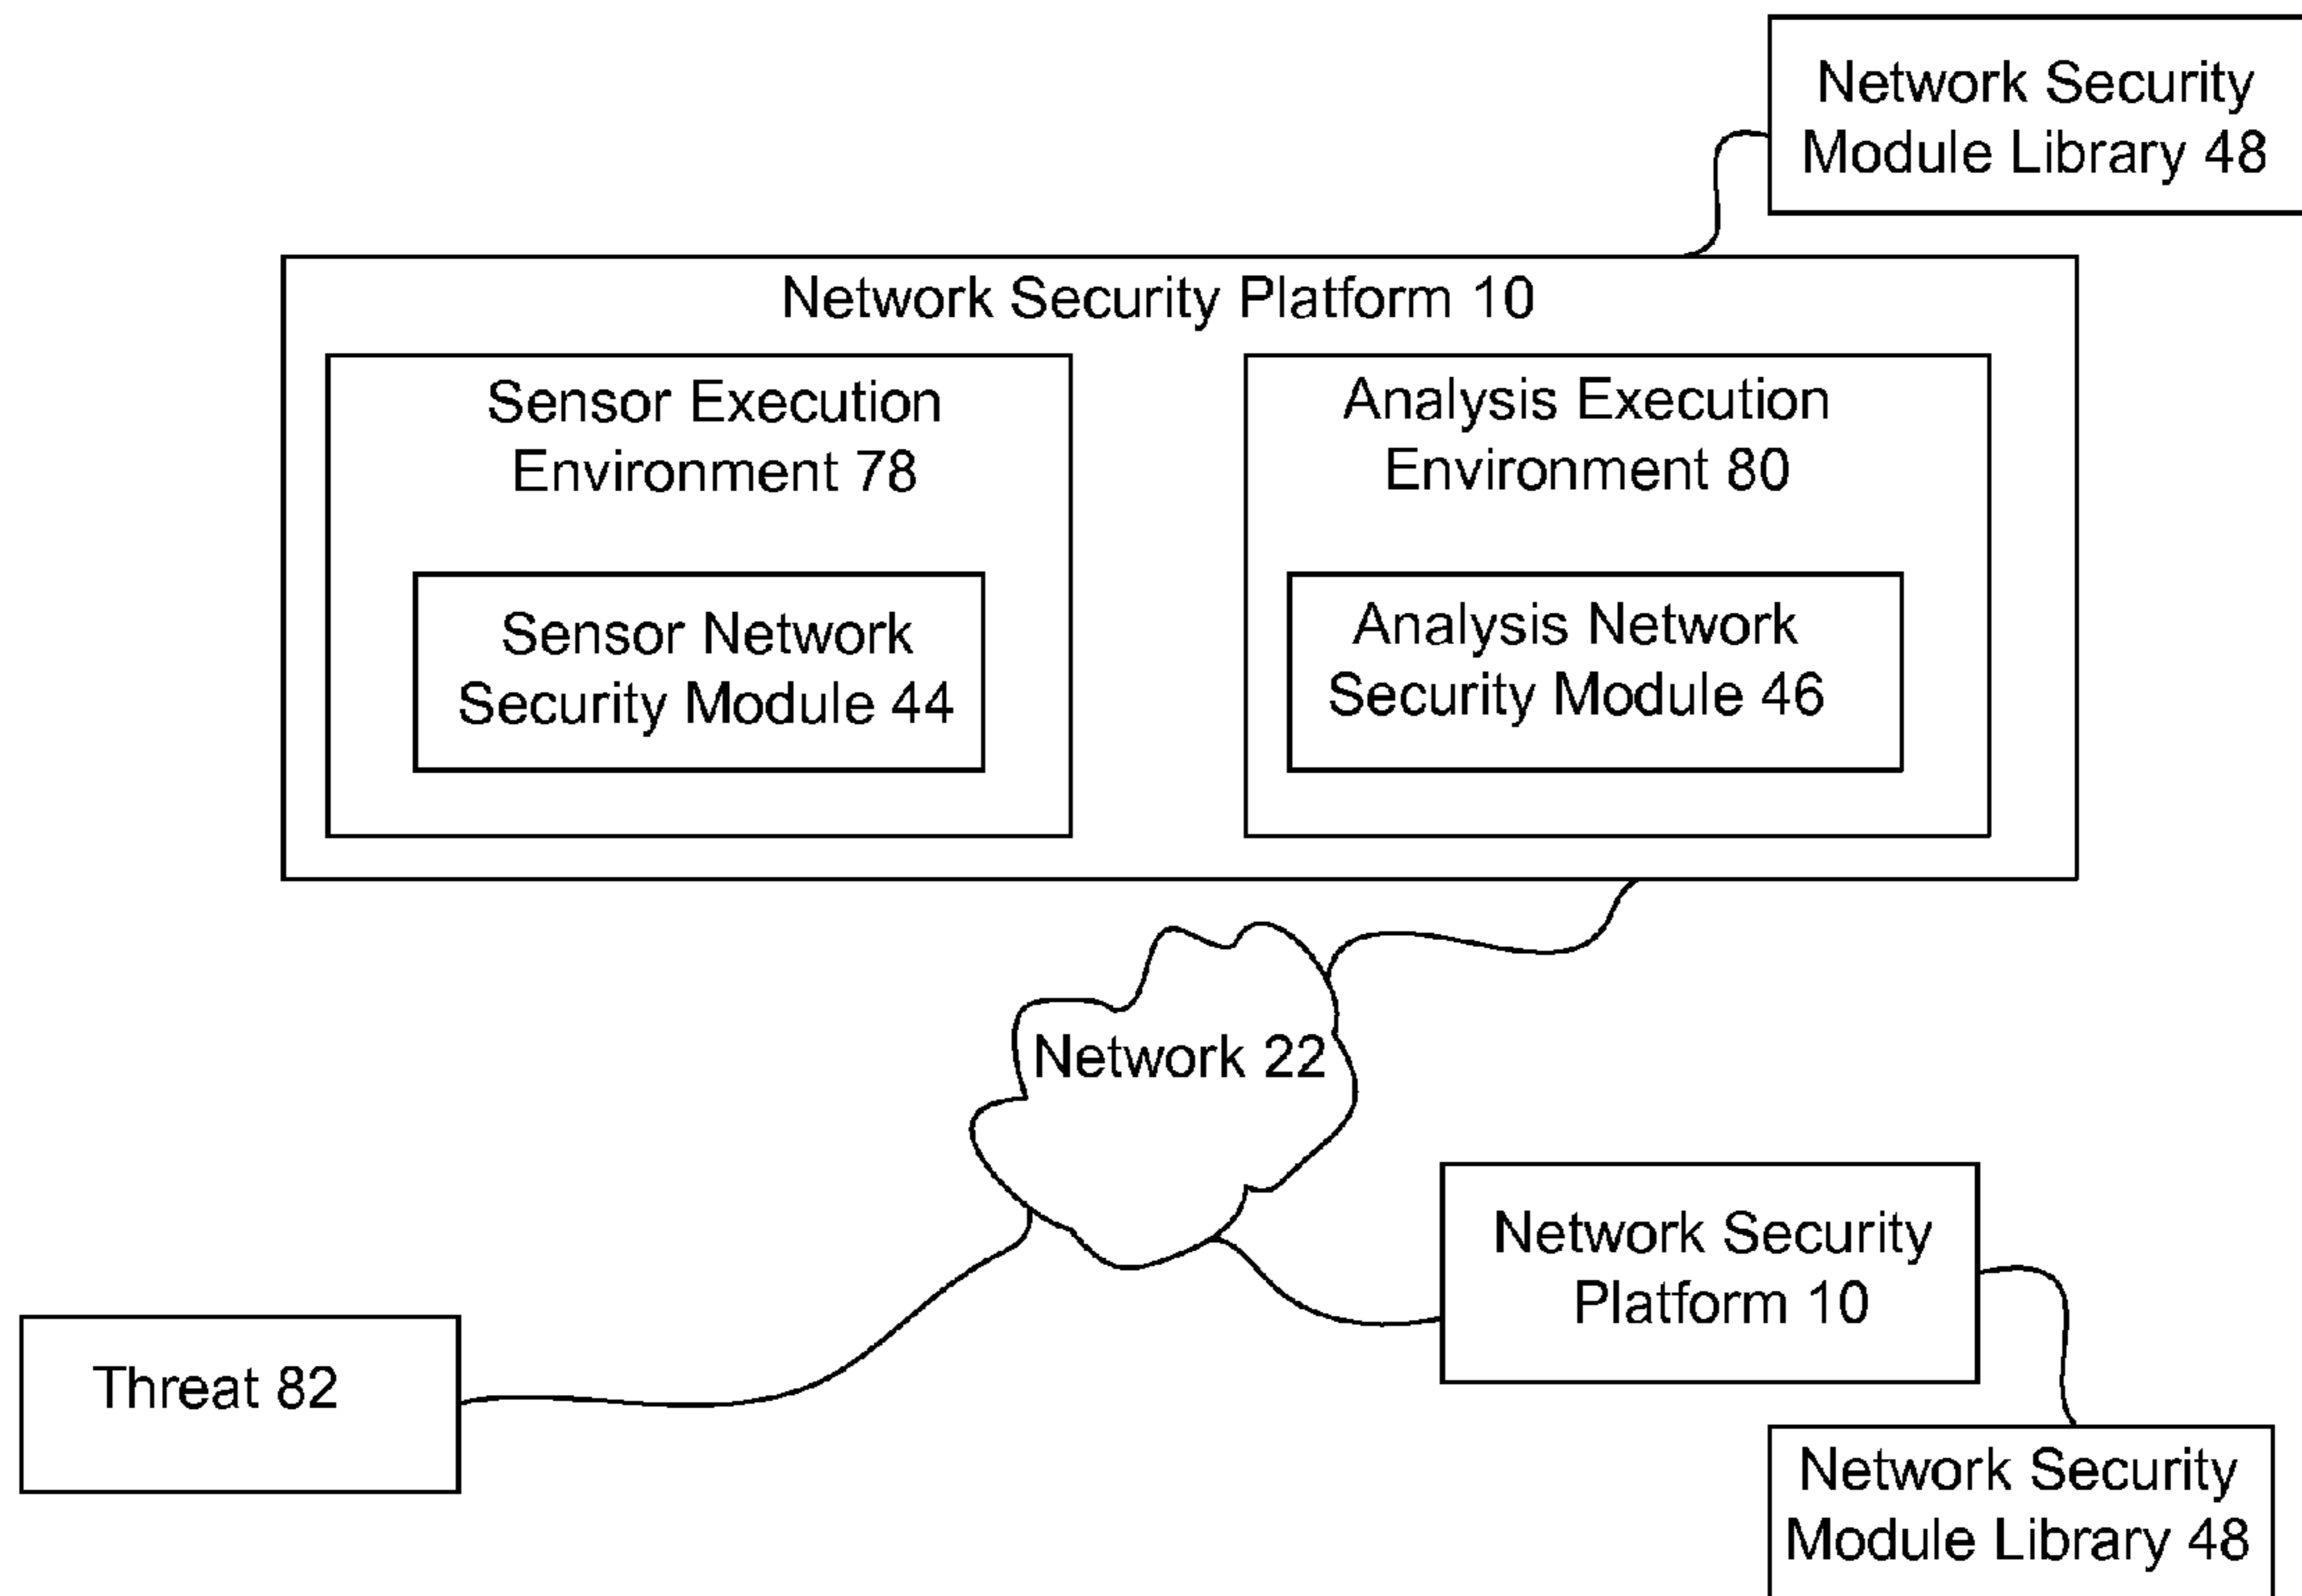 Network Security
Module Library 48
Network Security Platform 10
Sensor Execution
Environment 78
Analysis Execution
Environment 80
Sensor Network
Security Module 44
Analysis Network
Security Module 46
Network 22
Network Security
Platform 10
Threat 82
Network Security
Module Library 48